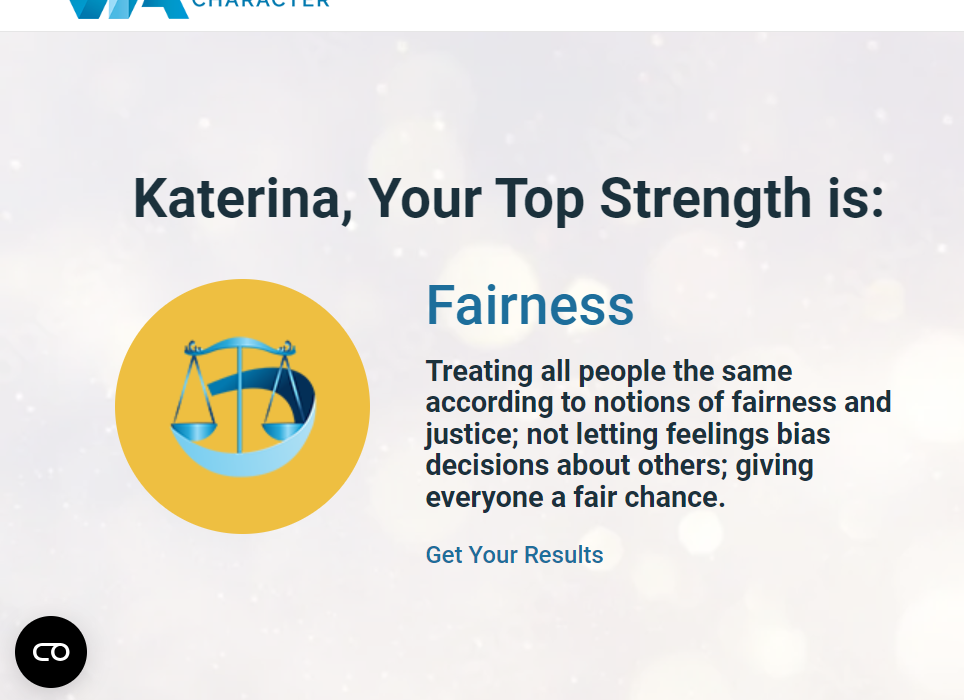 CHARACTER
Katerina, Your Top Strength is:
Fairness
Treating all people the same
according to notions of fairness and
justice; not letting feelings bias
decisions about others; giving
everyone a fair chance.
Get Your Results